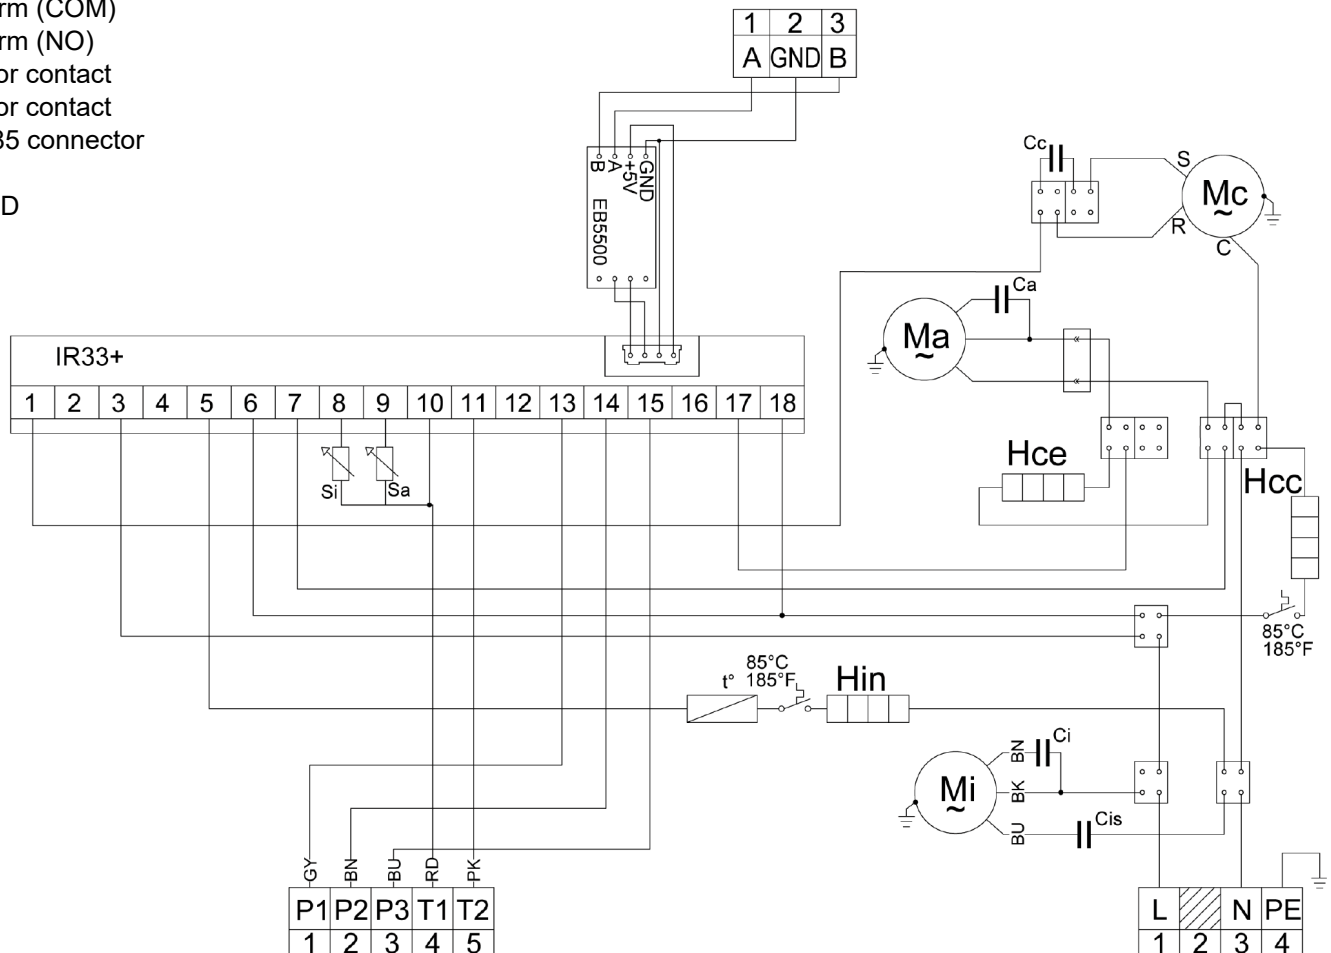 rm (COM)
rm (NO)
or contact
or contact
35 connector
D
1 2 3
A GND B
B A +5V GND
EB5500
Cc
S
Mc
~
R
C
Ca
Ma
~
IR33+
1 2 3 4 5 6 7 8 9 10 11 12 13 14 15 16 17 18
Si
Sa
Hce
Hcc
85°C
185°F
t°
85°C
185°F
Hin
BN
Ci
Mi
~
BK
BU
Cis
GY BN BU RD PK
P1 P2 P3 T1 T2
1 2 3 4 5
L N PE
1 2 3 4